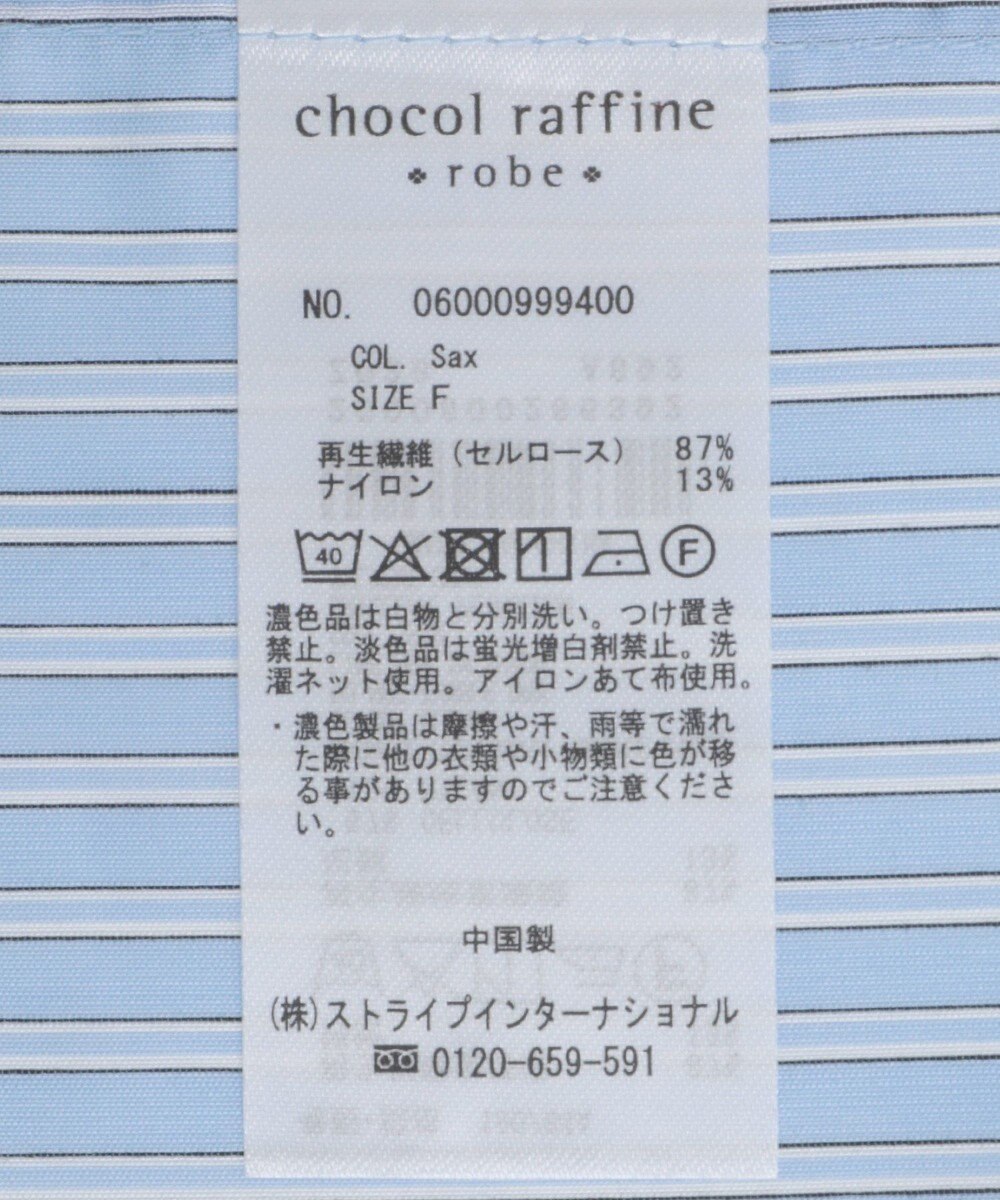 chocol raffine
robe
NO. 06000999400
COL. Sax
SIZE F
再生繊維（セルロース） 87%
ナイロン 13%
40 F
濃色品は白物と分別洗い。つけ置き
禁止。淡色品は蛍光増白剤禁止。洗
濯ネット使用。アイロンあて布使用。
・濃色製品は摩擦や汗、雨等で濡れ
た際に他の衣類や小物類に色が移
る事がありますのでご注意くださ
い。
中国製
(株)ストライプインターナショナル
0120-659-591